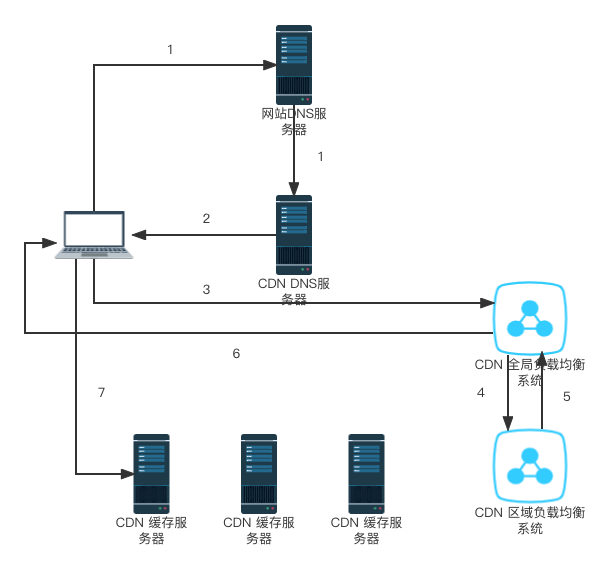 1
网站DNS服
务器
1
2
CDN DNS服
务器
3
CDN 全局负载均衡
系统
6
4
5
7
CDN 缓存服
务器
CDN 缓存服
务器
CDN 缓存服
务器
CDN 区域负载均衡
系统